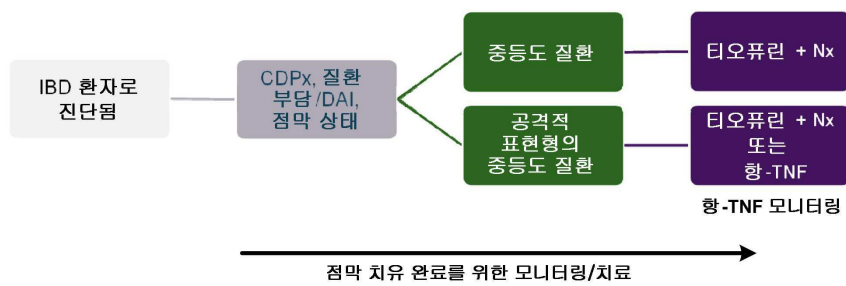 IBD 환자로
진단됨
CDPx, 질환
부담/DAI,
점막 상태
중등도 질환
티오퓨린 + Nx
공격적
표현형의
중등도 질환
티오퓨린 + Nx
또는
항-TNF
항-TNF 모니터링
점막 치유 완료를 위한 모니터링/치료